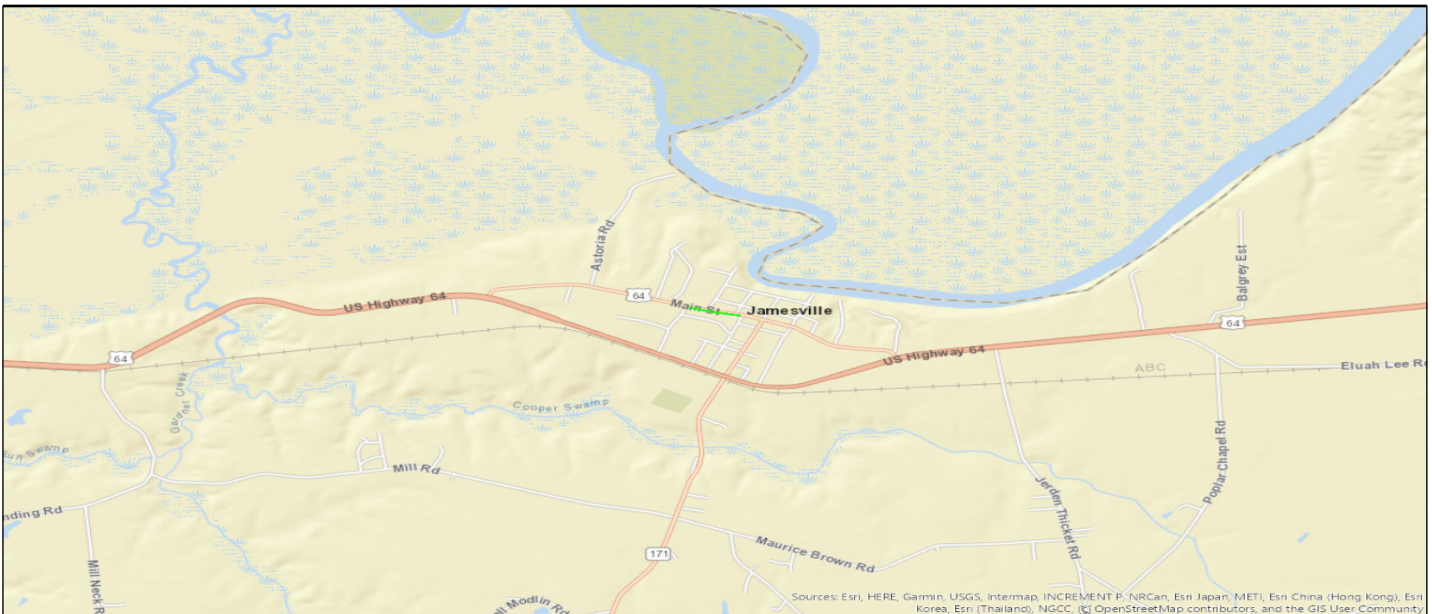 Astoria Rd
64
US Highway 64
Main St
Jamesville
Balgrey Est
64
64
US Highway 64
ABC
Eluah Lee Rd
Gardner Creek
Cooper Swamp
Swamp
Mill Rd
Poplar Chapel Rd
Jerden Thicket Rd
nding Rd
171
Maurice Brown Rd
Mill Neck R
Modlin Rd
Sources: Esri, HERE, Garmin, USGS, Intermap, INCREMENT P, NRCan, Esri Japan, METI, Esri China (Hong Kong), Esri
Korea, Esri (Thailand), NGCC, (c) OpenStreetMap contributors, and the GIS User Community